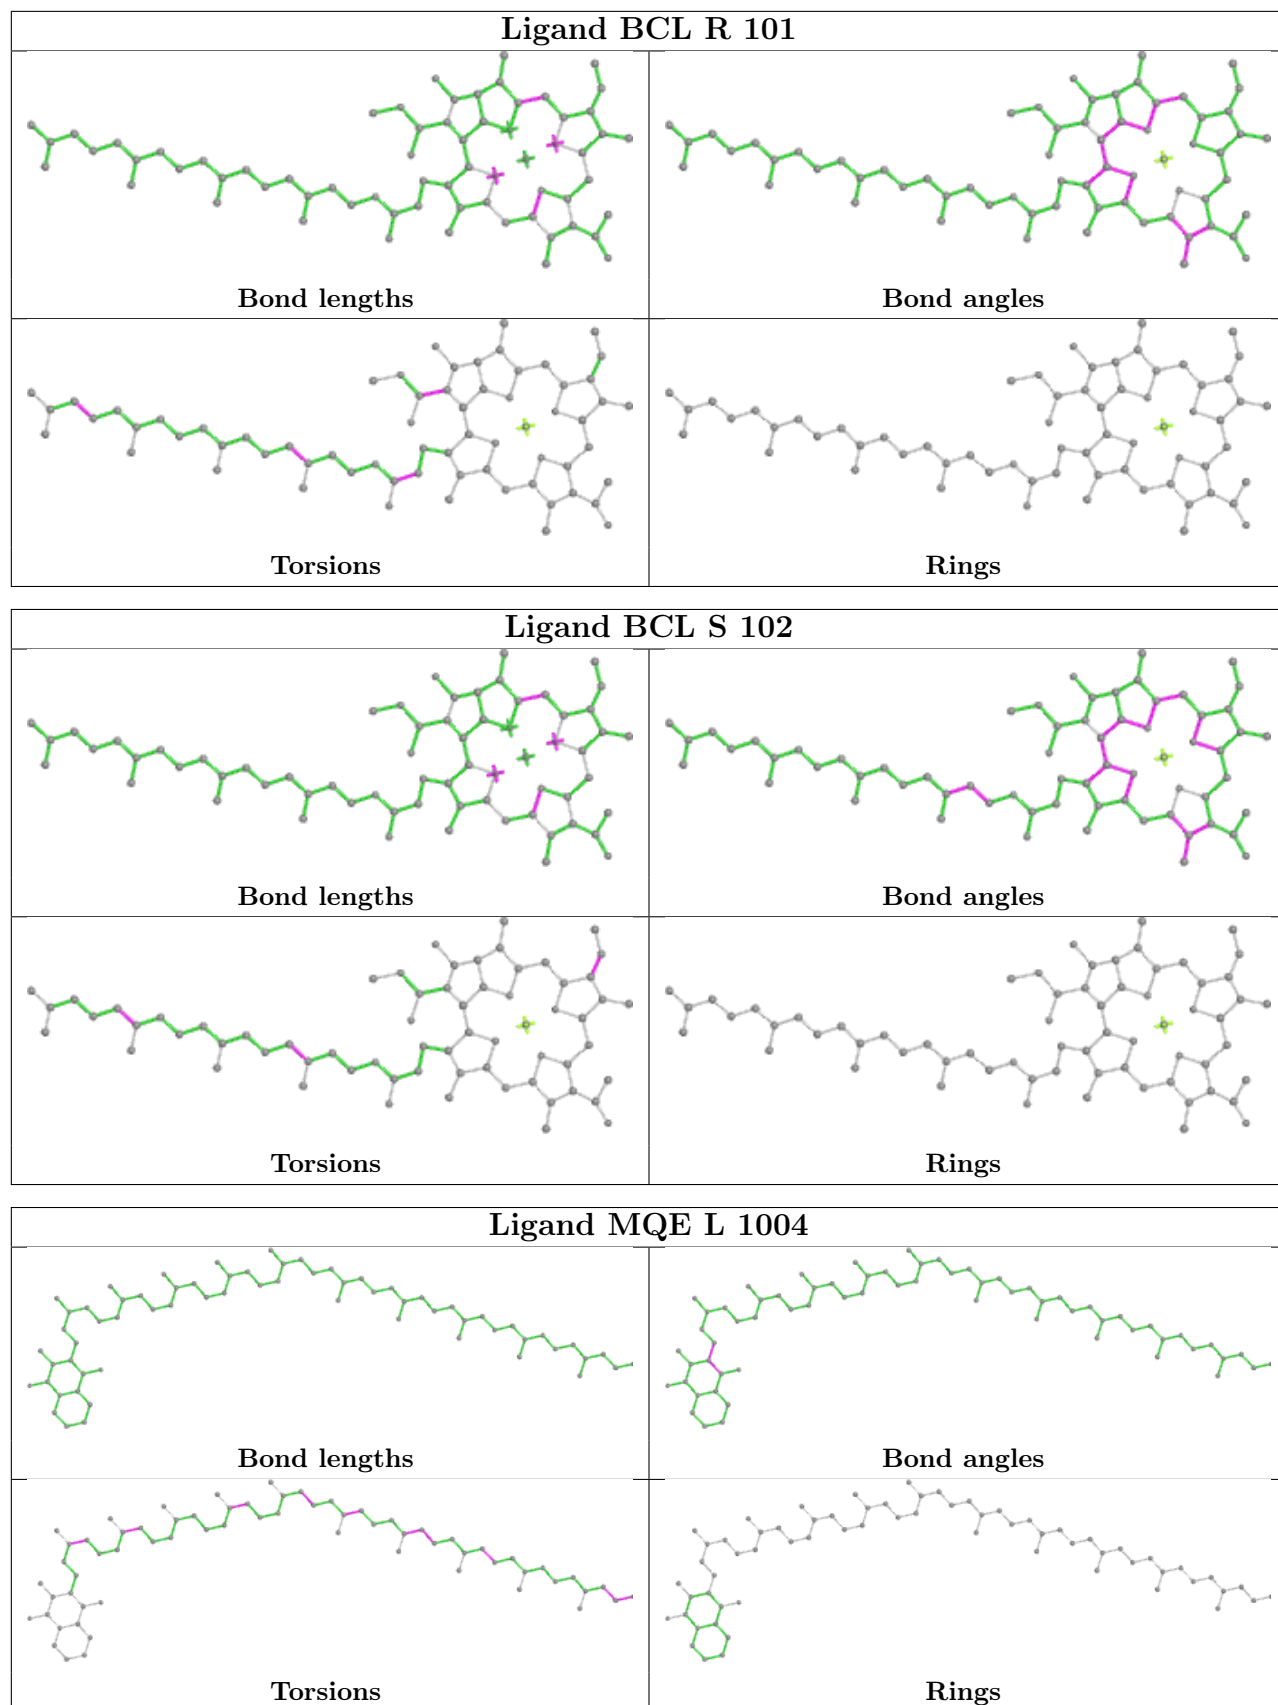 Ligand BCL R 101
Bond lengths
Bond angles
Torsions
Rings
Ligand BCL S 102
Bond lengths
Bond angles
Torsions
Rings
Ligand MQE L 1004
Bond lengths
Bond angles
Torsions
Rings